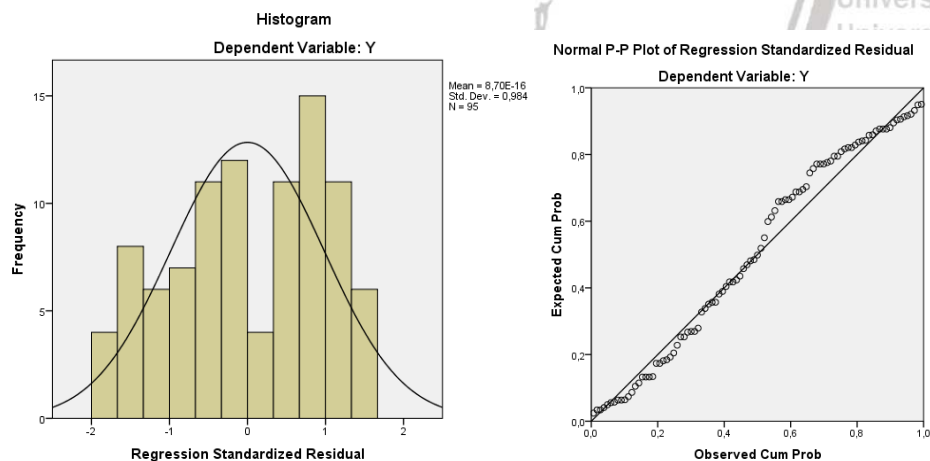 Histogram
Dependent Variable: Y
Mean = 8,70E-16
Std. Dev. = 0,984
N = 95
Frequency
15
10
5
0
-2 -1 0 1 2
Regression Standardized Residual
Normal P-P Plot of Regression Standardized Residual
Dependent Variable: Y
Expected Cum Prob
1,0
0,8
0,6
0,4
0,2
0,0
0,0 0,2 0,4 0,6 0,8 1,0
Observed Cum Prob